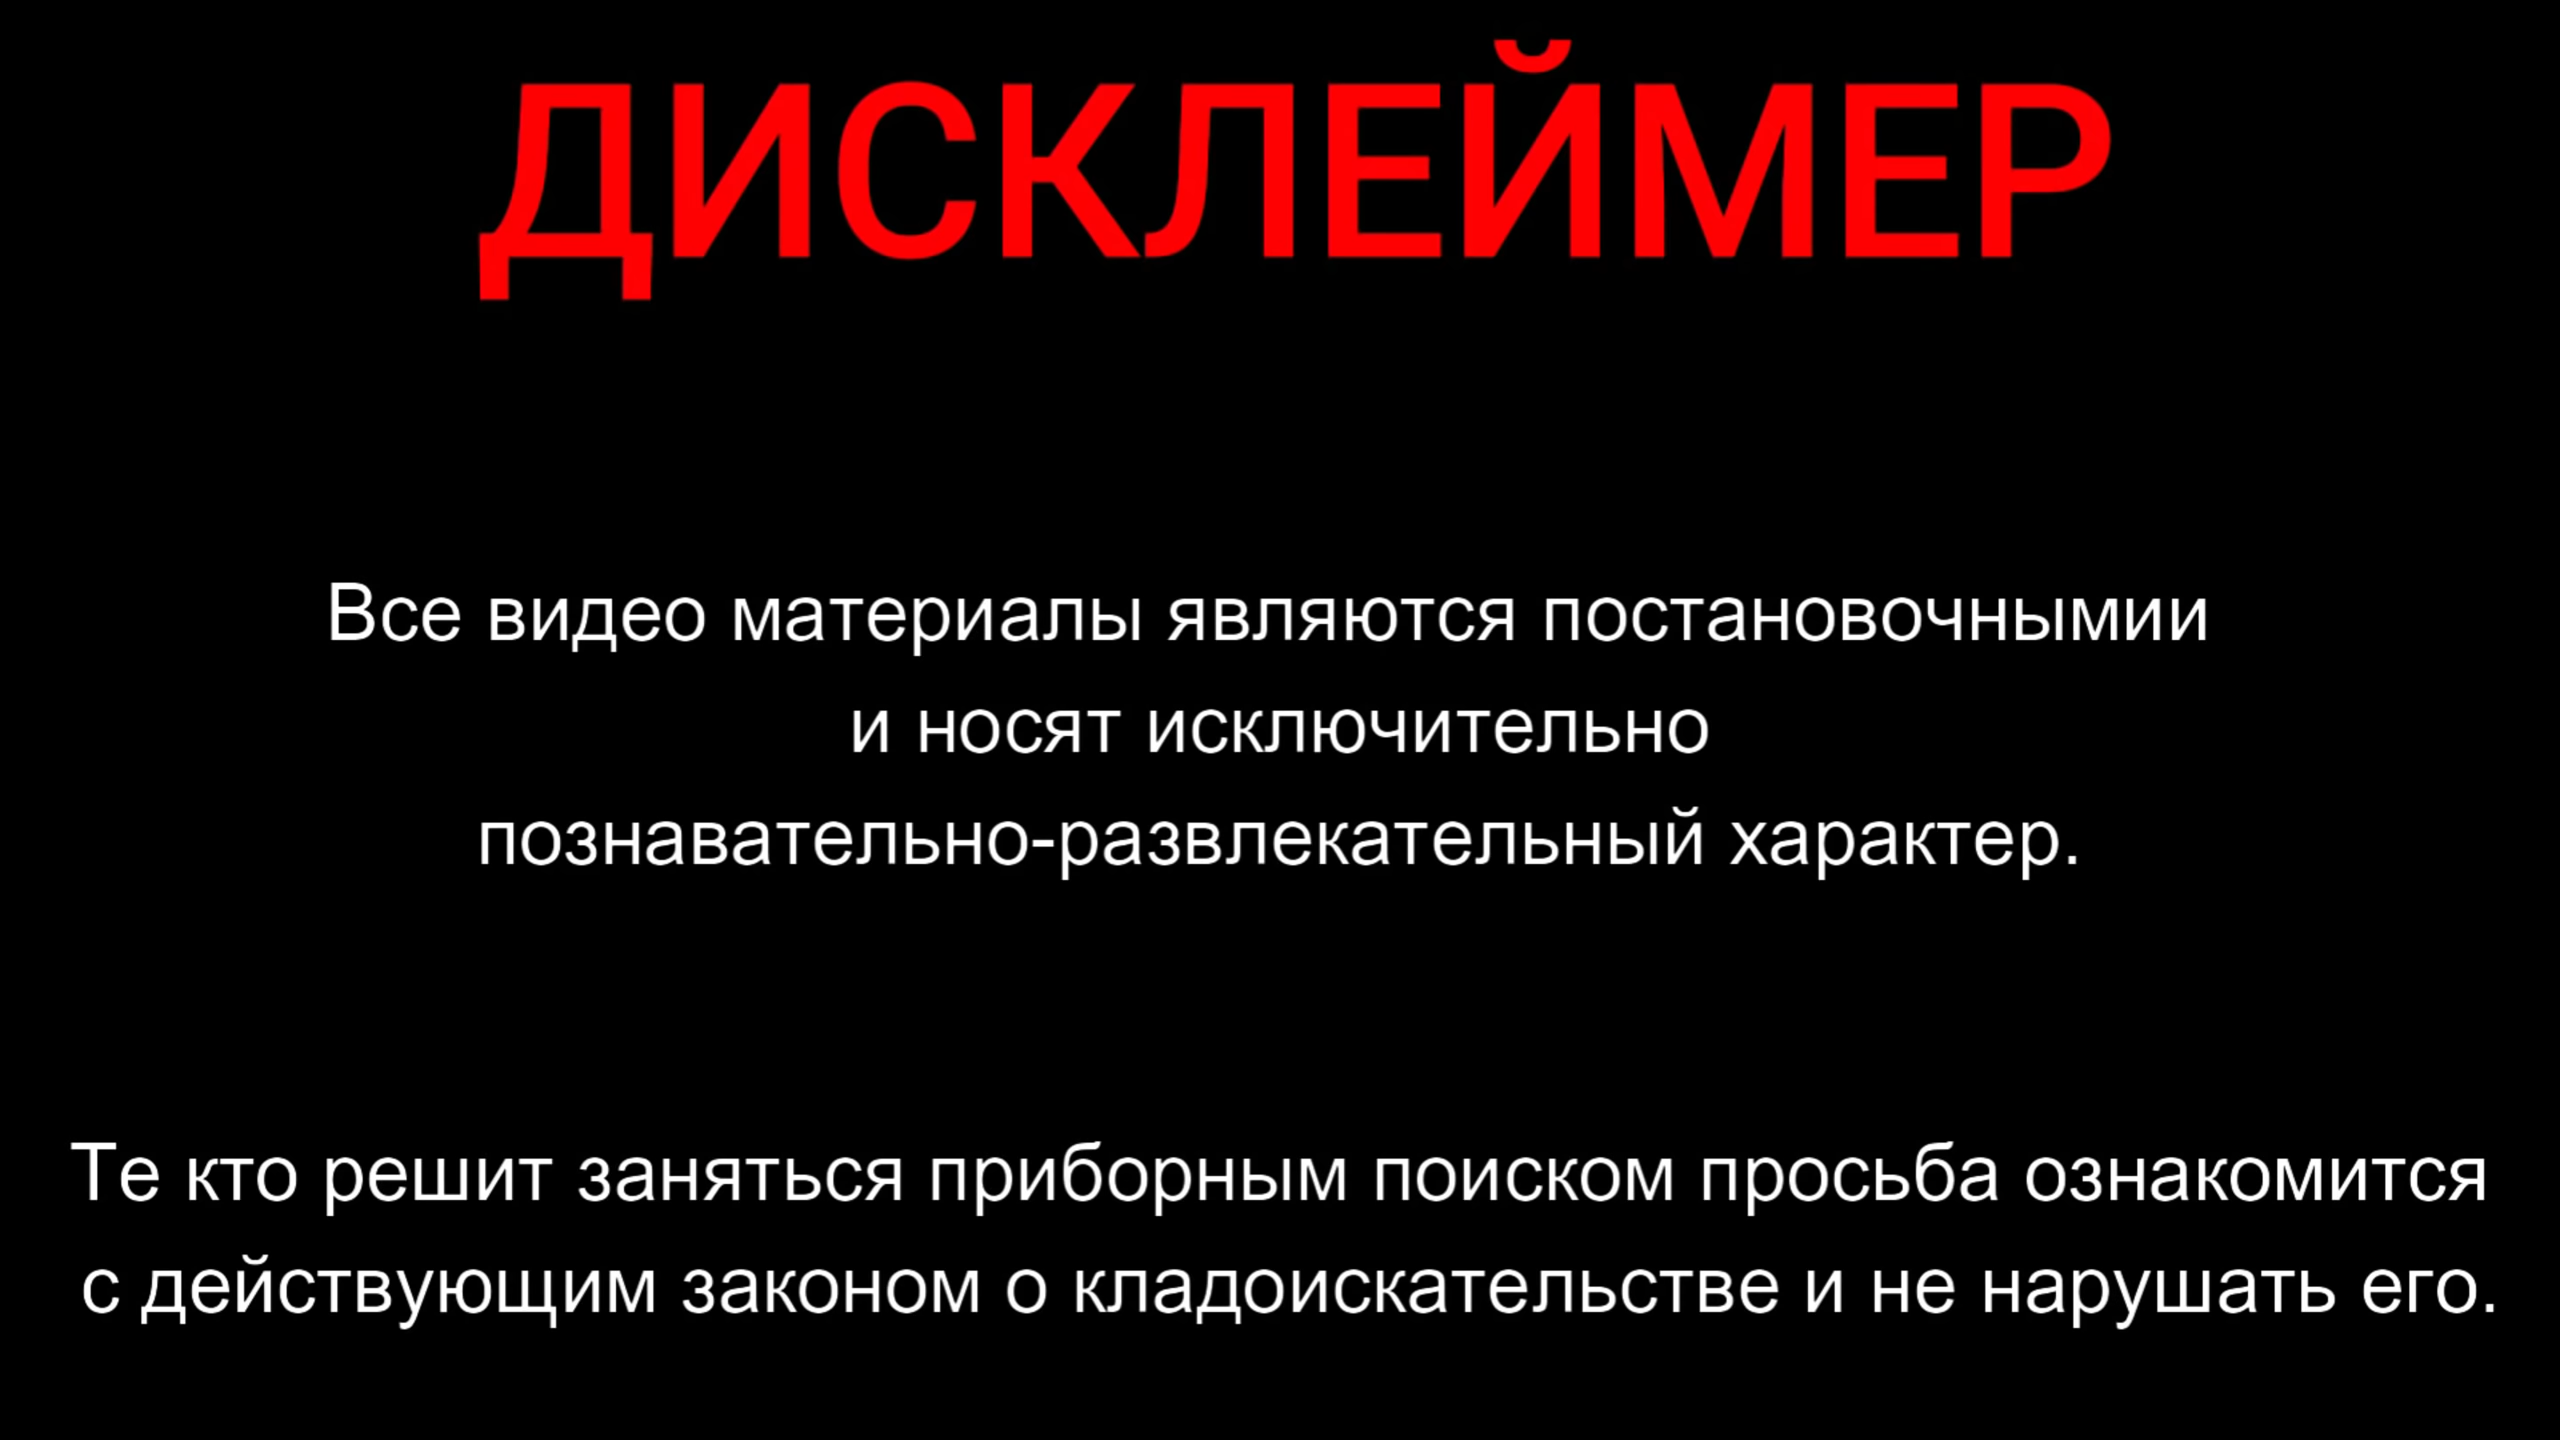 ДИСКЛЕЙМЕР
Все видео материалы являются постановочнымии
и носят исключительно
познавательно-развлекательный характер.
Те кто решит заняться приборным поиском просьба ознакомится
с действующим законом о кладоискательстве и не нарушать его.